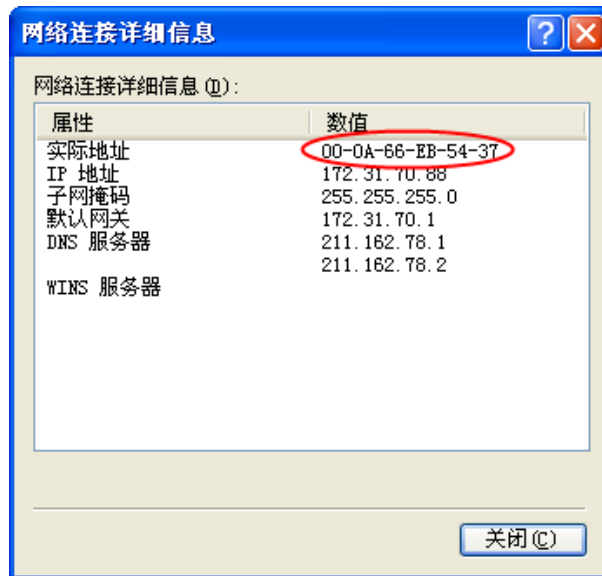 网络连接详细信息
网络连接详细信息(D):
属性 数值
实际地址 00-0A-66-EB-54-37
IP 地址 172.31.70.88
子网掩码 255.255.255.0
默认网关 172.31.70.1
DNS 服务器 211.162.78.1
211.162.78.2
WINS 服务器
关闭(C)